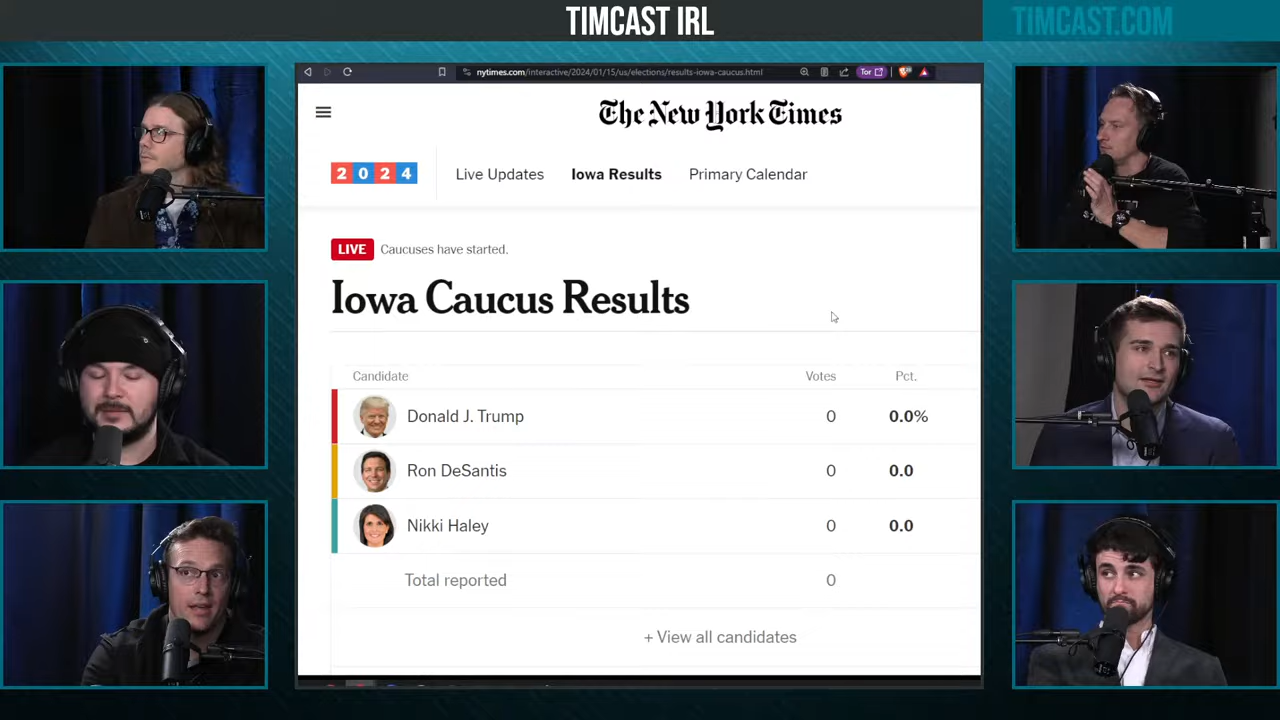 TIMCAST IRL
TIMCAST.COM
nytimes.com/interactive/2024/01/15/us/elections/results-iowa-caucus.html
Tor
The New York Times
2024
Live Updates
Iowa Results
Primary Calendar
LIVE
Caucuses have started.
Iowa Caucus Results
Candidate Votes Pct.
Donald J. Trump 0 0.0%
Ron DeSantis 0 0.0
Nikki Haley 0 0.0
Total reported 0
+ View all candidates